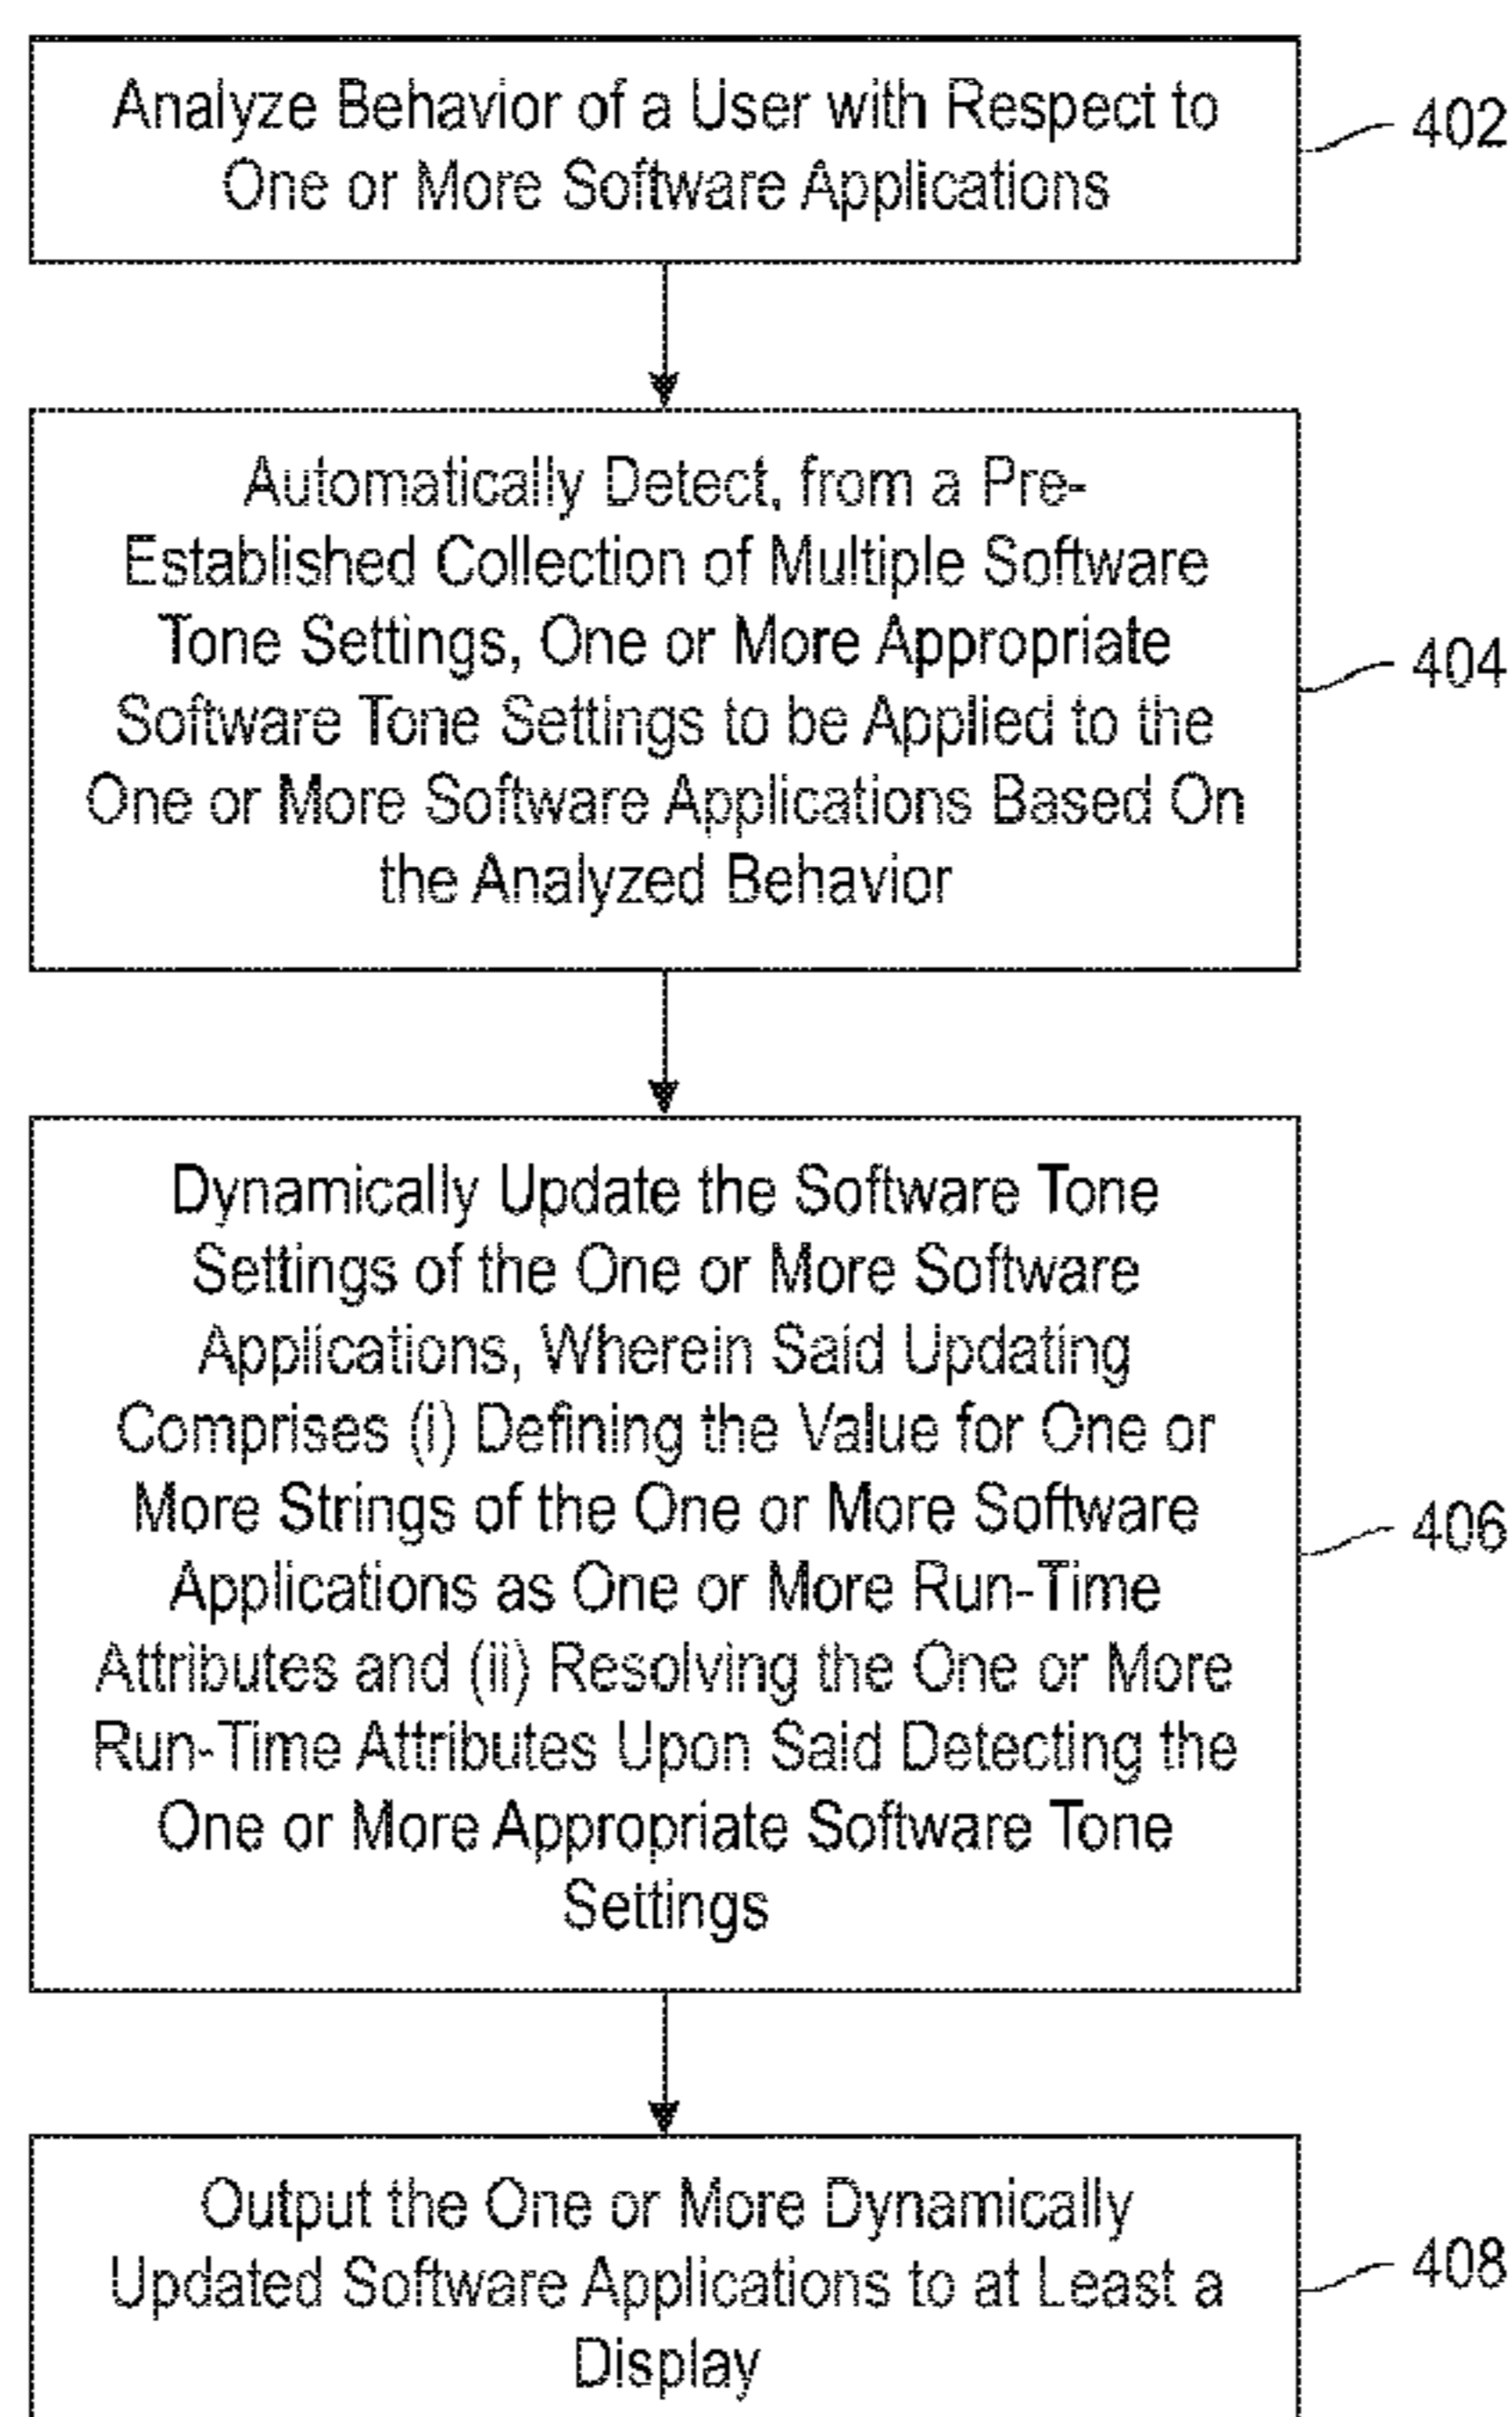 Analyze Behavior of a User with Respect to
One or More Software Applications
402
Automatically Detect, from a Pre-
Established Collection of Multiple Software
Tone Settings, One or More Appropriate
Software Tone Settings to be Applied to the
One or More Software Applications Based On
the Analyzed Behavior
404
Dynamically Update the Software Tone
Settings of the One or More Software
Applications, Wherein Said Updating
Comprises (i) Defining the Value for One or
More Strings of the One or More Software
Applications as One or More Run-Time
Attributes and (ii) Resolving the One or More
Run-Time Attributes Upon Said Detecting the
One or More Appropriate Software Tone
Settings
406
Output the One or More Dynamically
Updated Software Applications to at Least a
Display
408